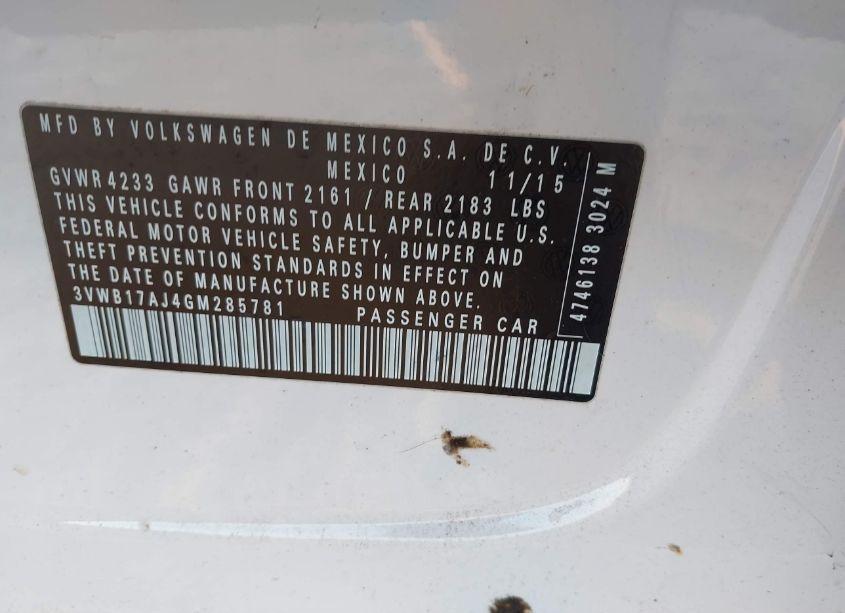 MFD BY VOLKSWAGEN DE MEXICO S.A. DE C.V.
MEXICO 11/15
GVWR 4233 GAWR FRONT 2161 / REAR 2183 LBS
THIS VEHICLE CONFORMS TO ALL APPLICABLE U.S.
FEDERAL MOTOR VEHICLE SAFETY, BUMPER AND
THEFT PREVENTION STANDARDS IN EFFECT ON
THE DATE OF MANUFACTURE SHOWN ABOVE.
3VWB17AJ4GM285781 PASSENGER CAR
4746138 3024 M